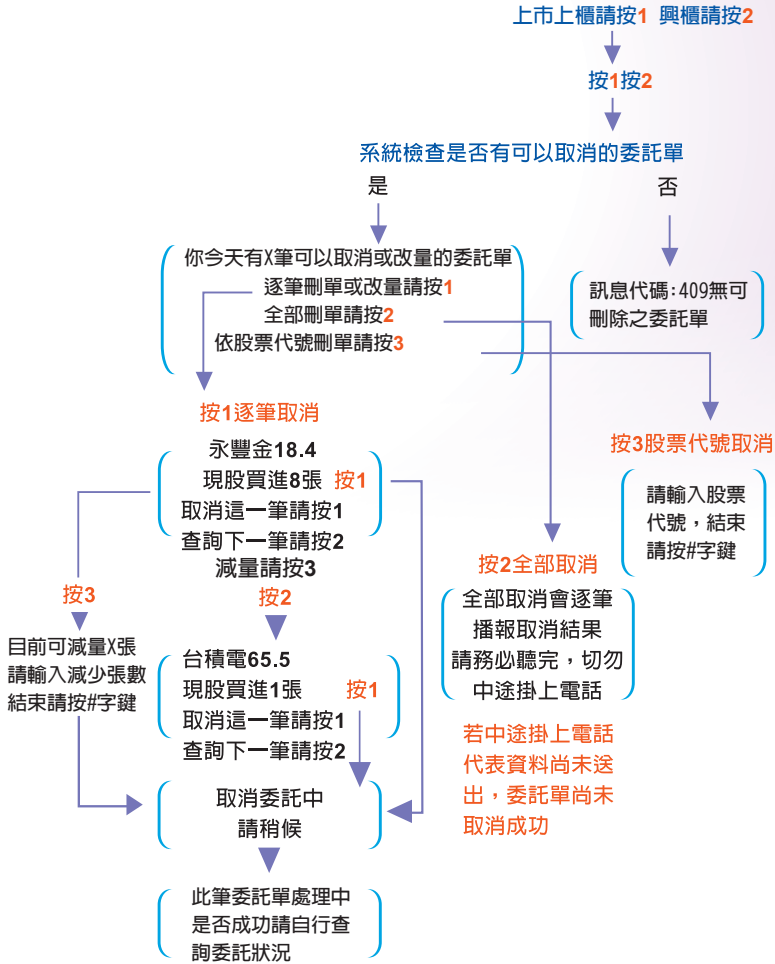 上市上櫃請按1 興櫃請按2
按1按2
系統檢查是否有可以取消的委託單
是
否
你今天有X筆可以取消或改量的委託單
逐筆刪單或改量請按1
全部刪單請按2
依股票代號刪單請按3
訊息代碼:409無可
刪除之委託單
按1逐筆取消
永豐金18.4
現股買進8張 按1
取消這一筆請按1
查詢下一筆請按2
減量請按3
按3
目前可減量X張
請輸入減少張數
結束請按#字鍵
按2
台積電65.5
現股買進1張 按1
取消這一筆請按1
查詢下一筆請按2
取消委託中
請稍候
此筆委託單處理中
是否成功請自行查
詢委託狀況
按2全部取消
全部取消會逐筆
播報取消結果
請務必聽完，切勿
中途掛上電話
若中途掛上電話
代表資料尚未送
出，委託單尚未
取消成功
按3股票代號取消
請輸入股票
代號，結束
請按#字鍵